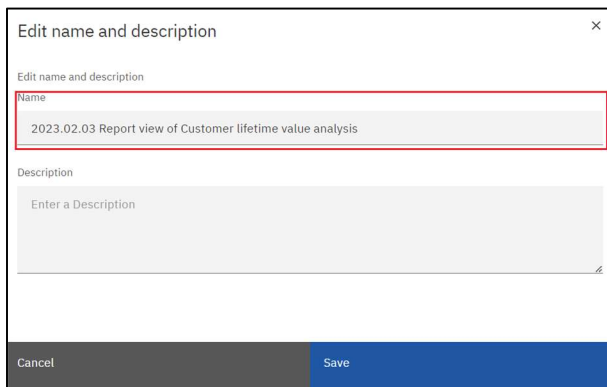 Edit name and description
×
Edit name and description
Name
2023.02.03 Report view of Customer lifetime value analysis
Description
Enter a Description
Cancel Save